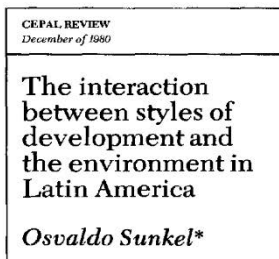 CEPAL REVIEW
December of 1980
The interaction
between styles of
development and
the environment in
Latin America
Osvaldo Sunkel*